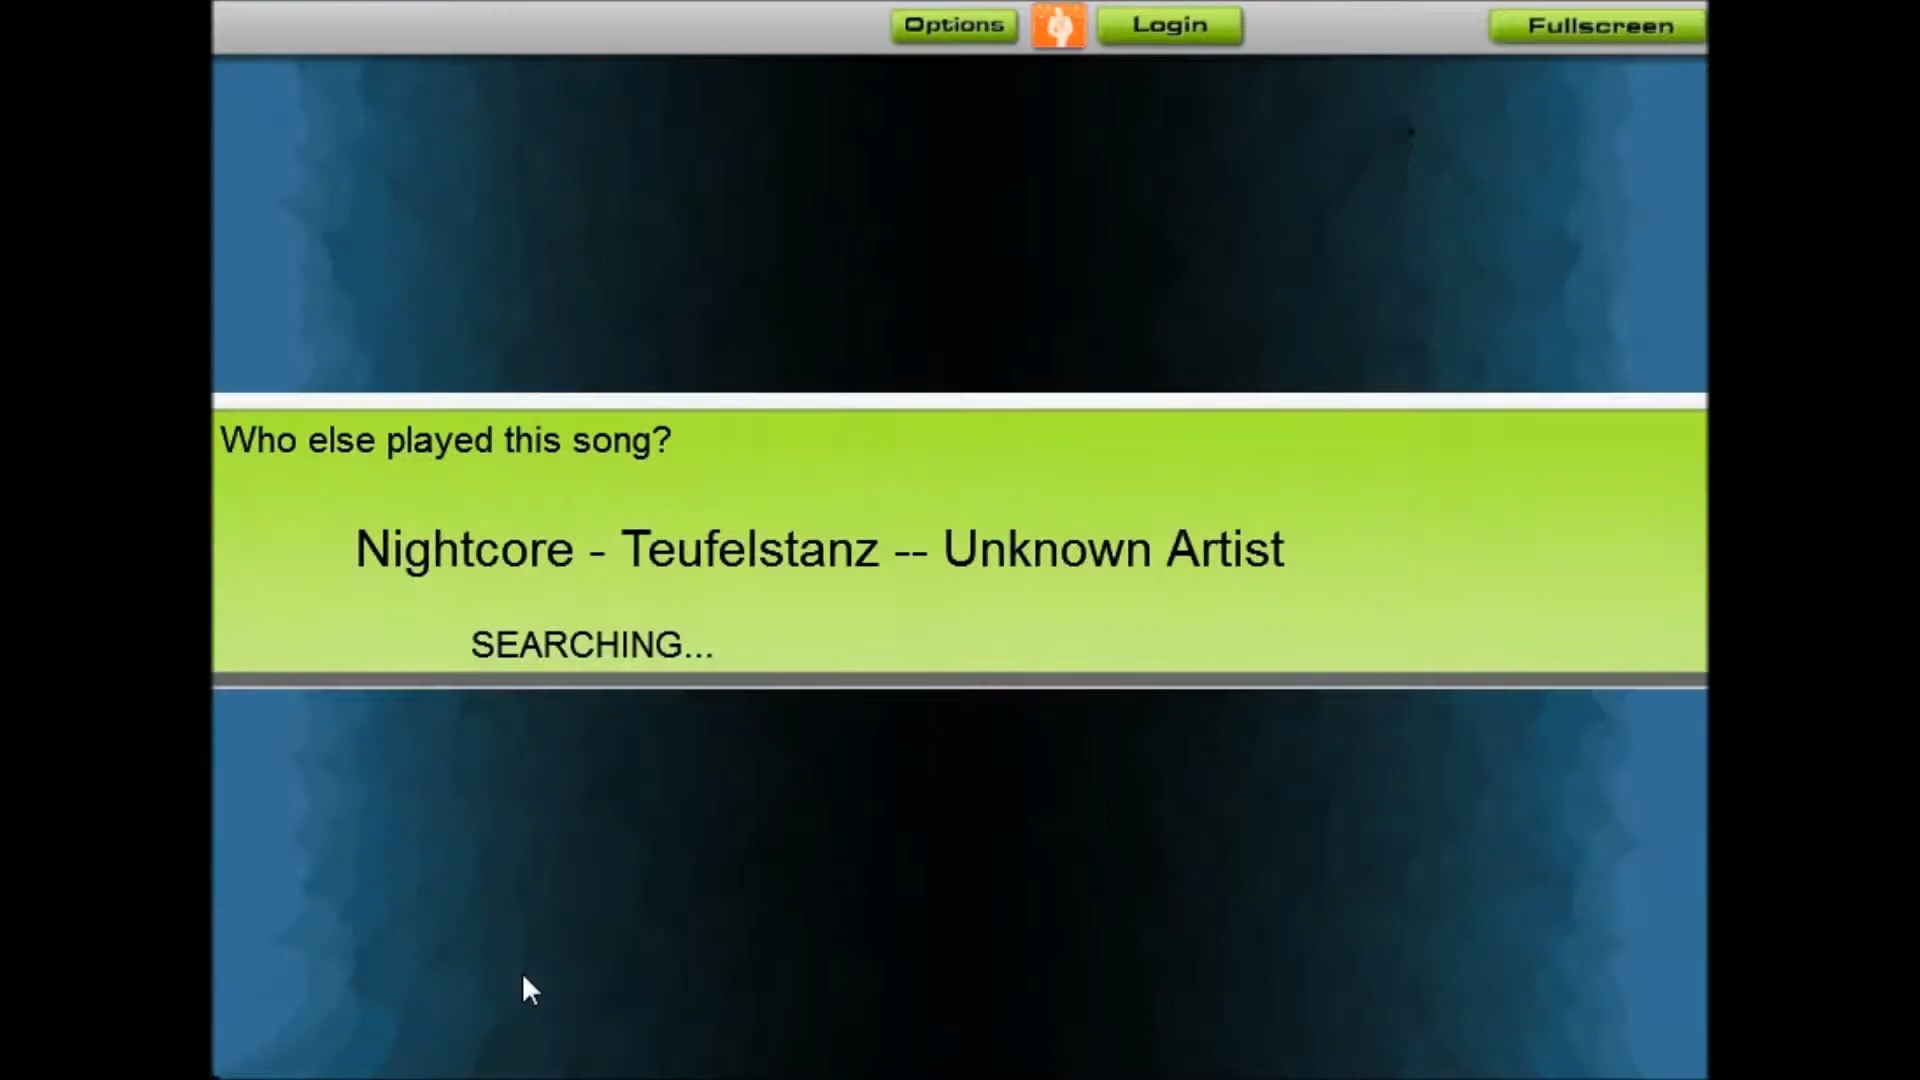 Options
Login
Fullscreen
Who else played this song?
Nightcore - Teufelstanz -- Unknown Artist
SEARCHING...